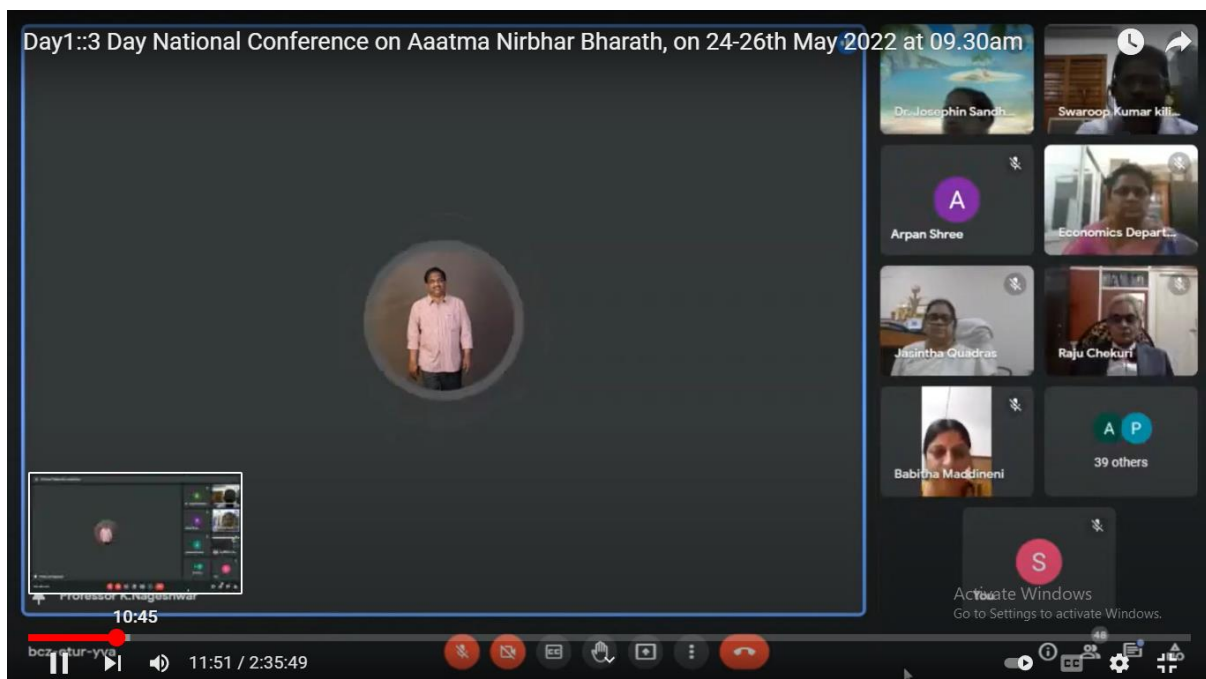 Day1::3 Day National Conference on Aaatma Nirbhar Bharath, on 24-26th May 2022 at 09.30am
Dr. Josephin Sandh...
Swaroop Kumar kili...
A
Arpan Shree
Economics Depart...
Jasintha Quadras
Raju Chekuri
Babitha Maddineni
A P
39 others
S
You
Activate Windows
Go to Settings to activate Windows.
Professor K.Nageshwar
10:45
48
bcz-etur-yva
11:51 / 2:35:49
CC
CC